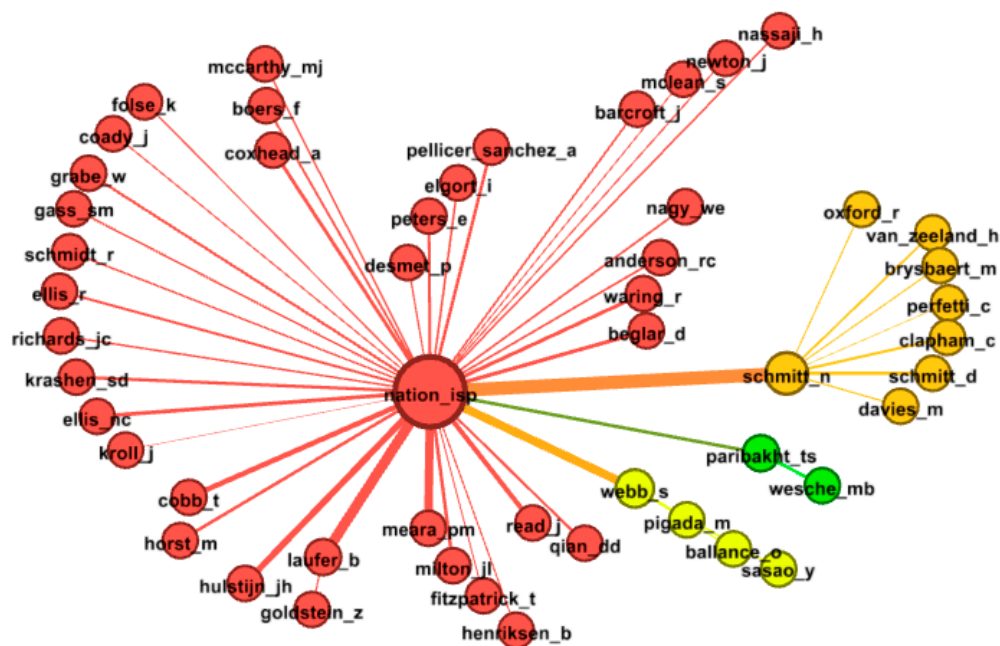 nassaji_h
newton_j
mccarthy_mj
mclean_s
folse_k
boers_f
barcroft_j
coady_j
coxhead_a
pellicer_sanchez_a
grabe_w
elgort_i
gass_sm
peters_e
nagy_we
oxford_r
van_zeeland_h
schmidt_r
desmet_p
anderson_rc
brysbaert_m
ellis_r
waring_r
perfetti_c
richards_jc
beglar_d
clapham_c
krashen_sd
nation_isp
schmitt_n
schmitt_d
ellis_nc
davies_m
kroll_j
paribakht_ts
cobb_t
webb_s
wesche_mb
horst_m
meara_pm
read_j
pigada_m
laufer_b
qian_dd
ballance_o
hulstijn_jh
milton_jl
sasao_y
goldstein_z
fitzpatrick_t
henriksen_b